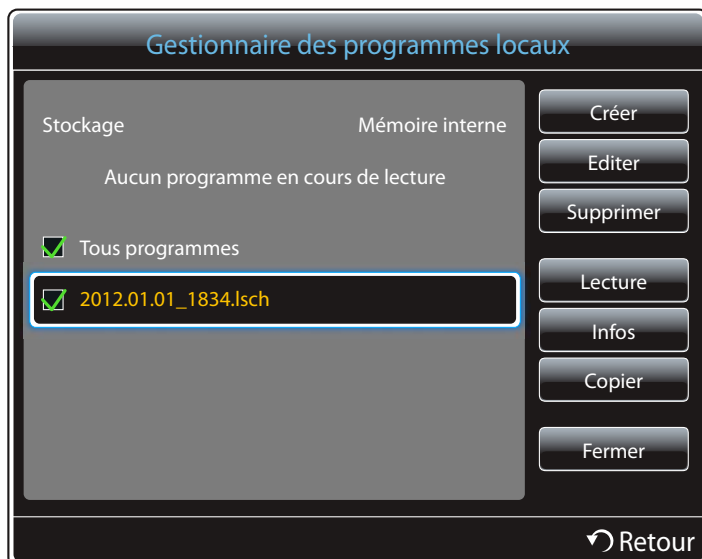 Gestionnaire des programmes locaux
Stockage Mémoire interne
Aucun programme en cours de lecture
Tous programmes
2012.01.01_1834.lsch
Créer
Editer
Supprimer
Lecture
Infos
Copier
Fermer
Retour